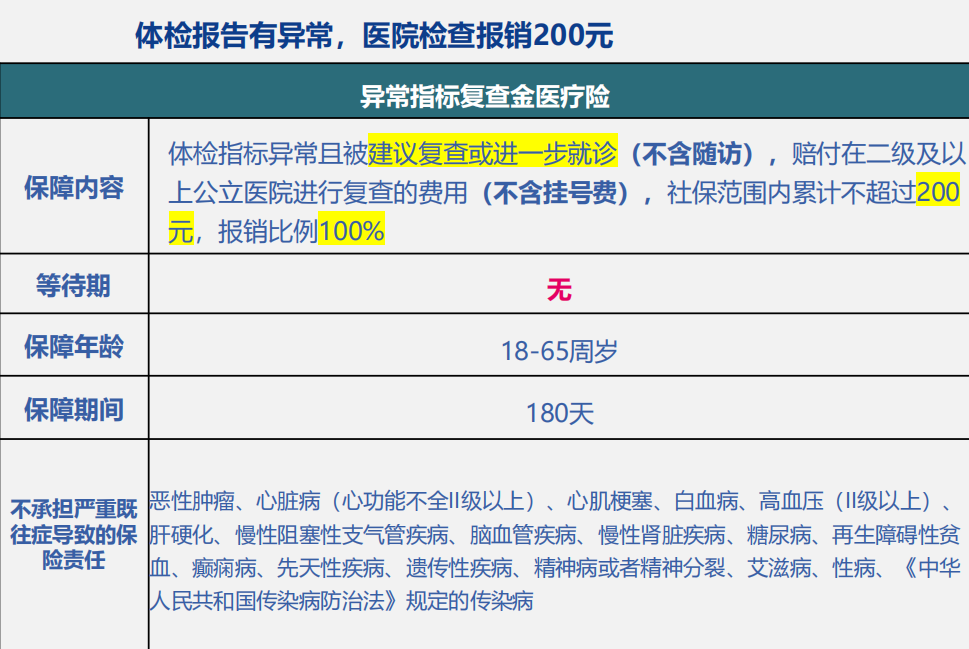 体检报告有异常，医院检查报销200元
异常指标复查金医疗险
保障内容
体检指标异常且被建议复查或进一步就诊（不含随访），赔付在二级及以
上公立医院进行复查的费用（不含挂号费），社保范围内累计不超过200
元，报销比例100%
等待期
无
保障年龄
18-65周岁
保障期间
180天
不承担严重既
往症导致的保
险责任
恶性肿瘤、心脏病（心功能不全II级以上）、心肌梗塞、白血病、高血压（II级以上）、
肝硬化、慢性阻塞性支气管疾病、脑血管疾病、慢性肾脏疾病、糖尿病、再生障碍性贫
血、癫痫病、先天性疾病、遗传性疾病、精神病或者精神分裂、艾滋病、性病、《中华
人民共和国传染病防治法》规定的传染病